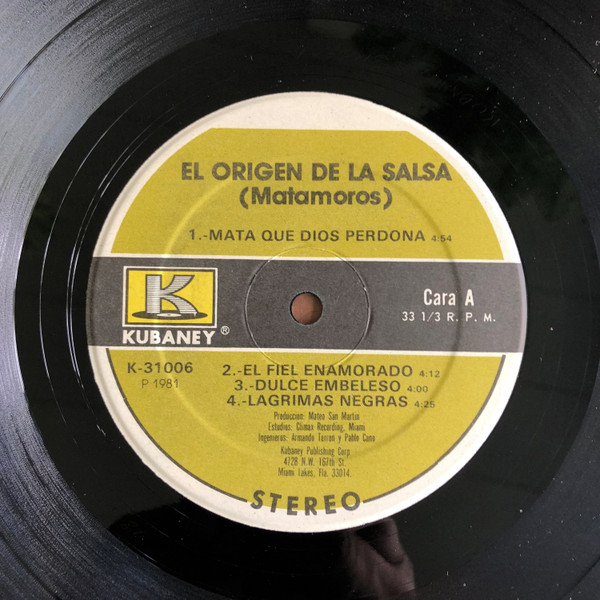 EL ORIGEN DE LA SALSA
(Matamoros)
1.-MATA QUE DIOS PERDONA 4:54
K
KUBANEY®
Cara A
33 1/3 R. P. M.
K-31006
P 1981
2.-EL FIEL ENAMORADO 4:12
3.-DULCE EMBELESO 4:00
4.-LAGRIMAS NEGRAS 4:25
Produccion: Mateo San Martin
Estudios: Climax Recording, Miami
Ingenieros: Armando Terron y Pablo Cano
Kubaney Publishing Corp.
4728 N.W. 167th St.
Miami Lakes, Fla. 33014
STEREO